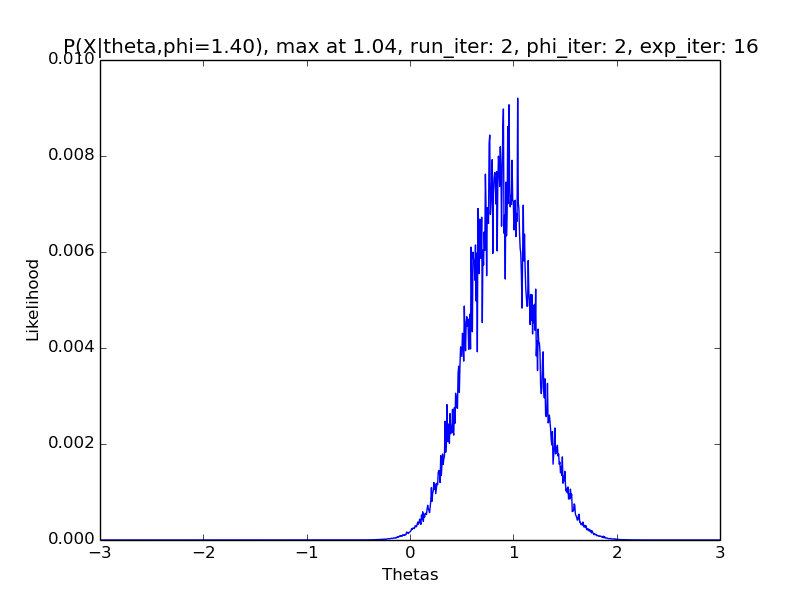 P(X|theta,phi=1.40), max at 1.04, run_iter: 2, phi_iter: 2, exp_iter: 16
0.010
0.008
0.006
0.004
0.002
0.000
Likelihood
−3 −2 −1 0 1 2 3
Thetas